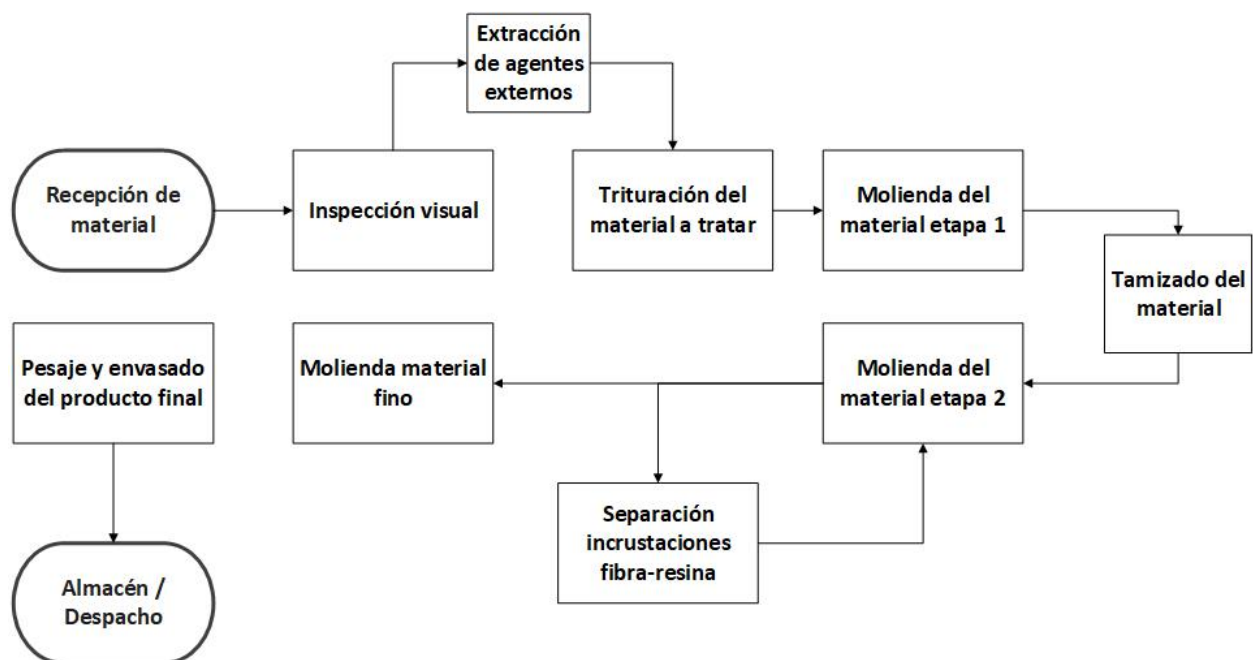 Extracción
de agentes
externos
Recepción de
material
Inspección visual
Trituración del
material a tratar
Molienda del
material etapa 1
Tamizado del
material
Pesaje y envasado
del producto final
Molienda material
fino
Molienda del
material etapa 2
Separación
incrustaciones
fibra-resina
Almacén /
Despacho